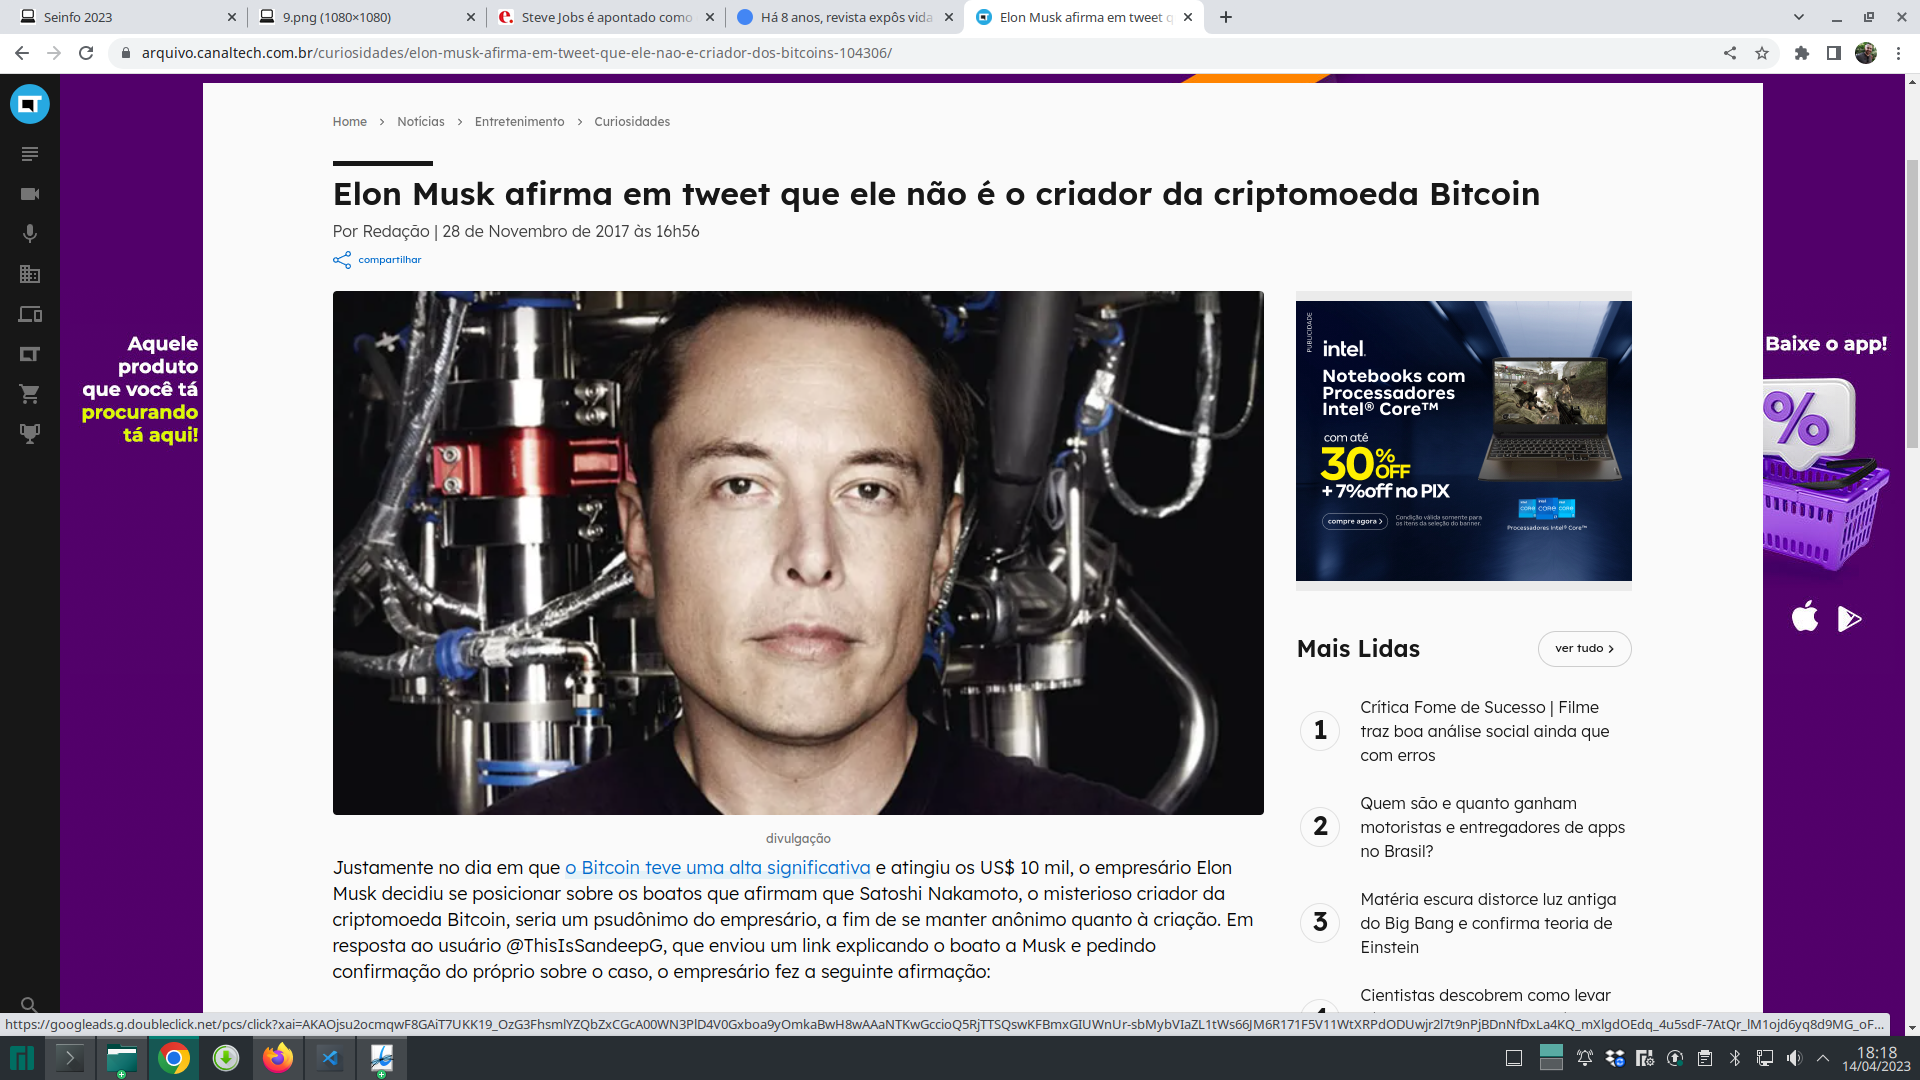 Seinfo 2023
9.png (1080×1080)
Steve Jobs é apontado como
Há 8 anos, revista expôs vida
Elon Musk afirma em tweet q
arquivo.canaltech.com.br/curiosidades/elon-musk-afirma-em-tweet-que-ele-nao-e-criador-dos-bitcoins-104306/
Home > Notícias > Entretenimento > Curiosidades
Elon Musk afirma em tweet que ele não é o criador da criptomoeda Bitcoin
Por Redação | 28 de Novembro de 2017 às 16h56
compartilhar
Aquele
produto
que você tá
procurando
tá aqui!
PUBLICIDADE
intel.
Notebooks com
Processadores
Intel® Core™
com até
30% OFF
+ 7%off no PIX
compre agora >
Condição válida somente para
os itens da seleção do banner.
CORE CORE CORE
Processadores Intel® Core™
Baixe o app!
%
Mais Lidas
ver tudo >
1
Crítica Fome de Sucesso | Filme
traz boa análise social ainda que
com erros
2
Quem são e quanto ganham
motoristas e entregadores de apps
no Brasil?
3
Matéria escura distorce luz antiga
do Big Bang e confirma teoria de
Einstein
Cientistas descobrem como levar
divulgação
Justamente no dia em que o Bitcoin teve uma alta significativa e atingiu os US$ 10 mil, o empresário Elon
Musk decidiu se posicionar sobre os boatos que afirmam que Satoshi Nakamoto, o misterioso criador da
criptomoeda Bitcoin, seria um psudônimo do empresário, a fim de se manter anônimo quanto à criação. Em
resposta ao usuário @ThisIsSandeepG, que enviou um link explicando o boato a Musk e pedindo
confirmação do próprio sobre o caso, o empresário fez a seguinte afirmação:
18:18
14/04/2023